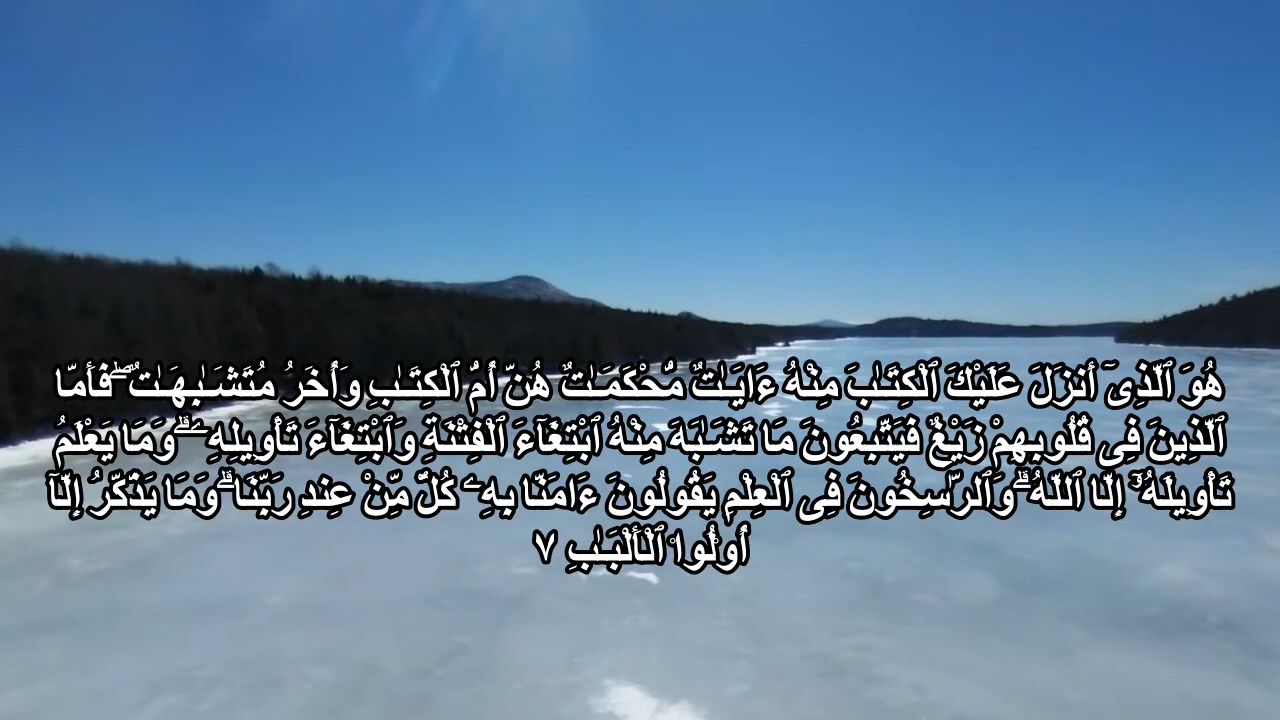 هُوَ ٱلَّذِىٓ أَنزَلَ عَلَيْكَ ٱلْكِتَـٰبَ مِنْهُ ءَايَـٰتٌ مُّحْكَمَـٰتٌ هُنَّ أُمُّ ٱلْكِتَـٰبِ وَأُخَرُ مُتَشَـٰبِهَـٰتٌ ۖ فَأَمَّا
ٱلَّذِينَ فِى قُلُوبِهِمْ زَيْغٌ فَيَتَّبِعُونَ مَا تَشَـٰبَهَ مِنْهُ ٱبْتِغَآءَ ٱلْفِتْنَةِ وَٱبْتِغَآءَ تَأْوِيلِهِۦ ۗ وَمَا يَعْلَمُ
تَأْوِيلَهُۥٓ إِلَّا ٱللَّهُ ۗ وَٱلرَّٰسِخُونَ فِى ٱلْعِلْمِ يَقُولُونَ ءَامَنَّا بِهِۦ كُلٌّ مِّنْ عِندِ رَبِّنَا ۗ وَمَا يَذَّكَّرُ إِلَّآ
أُو۟لُوا۟ ٱلْأَلْبَـٰبِ ٧